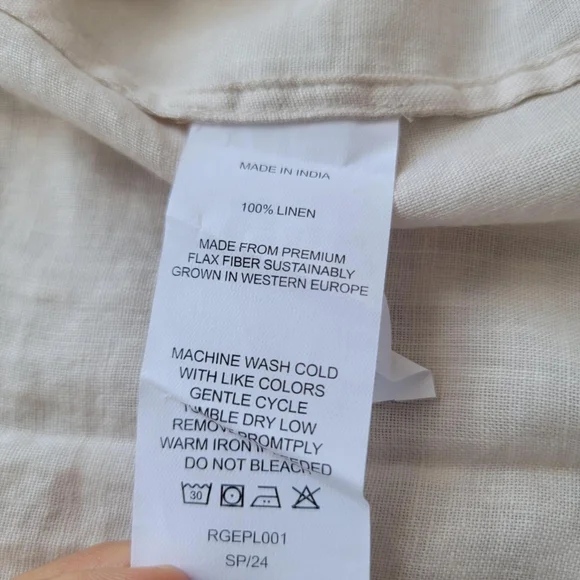 MADE IN INDIA
100% LINEN
MADE FROM PREMIUM
FLAX FIBER SUSTAINABLY
GROWN IN WESTERN EUROPE
MACHINE WASH COLD
WITH LIKE COLORS
GENTLE CYCLE
TUMBLE DRY LOW
REMOVE PROMPTLY
WARM IRON
DO NOT BLEACH
30
RGEPL001
SP/24